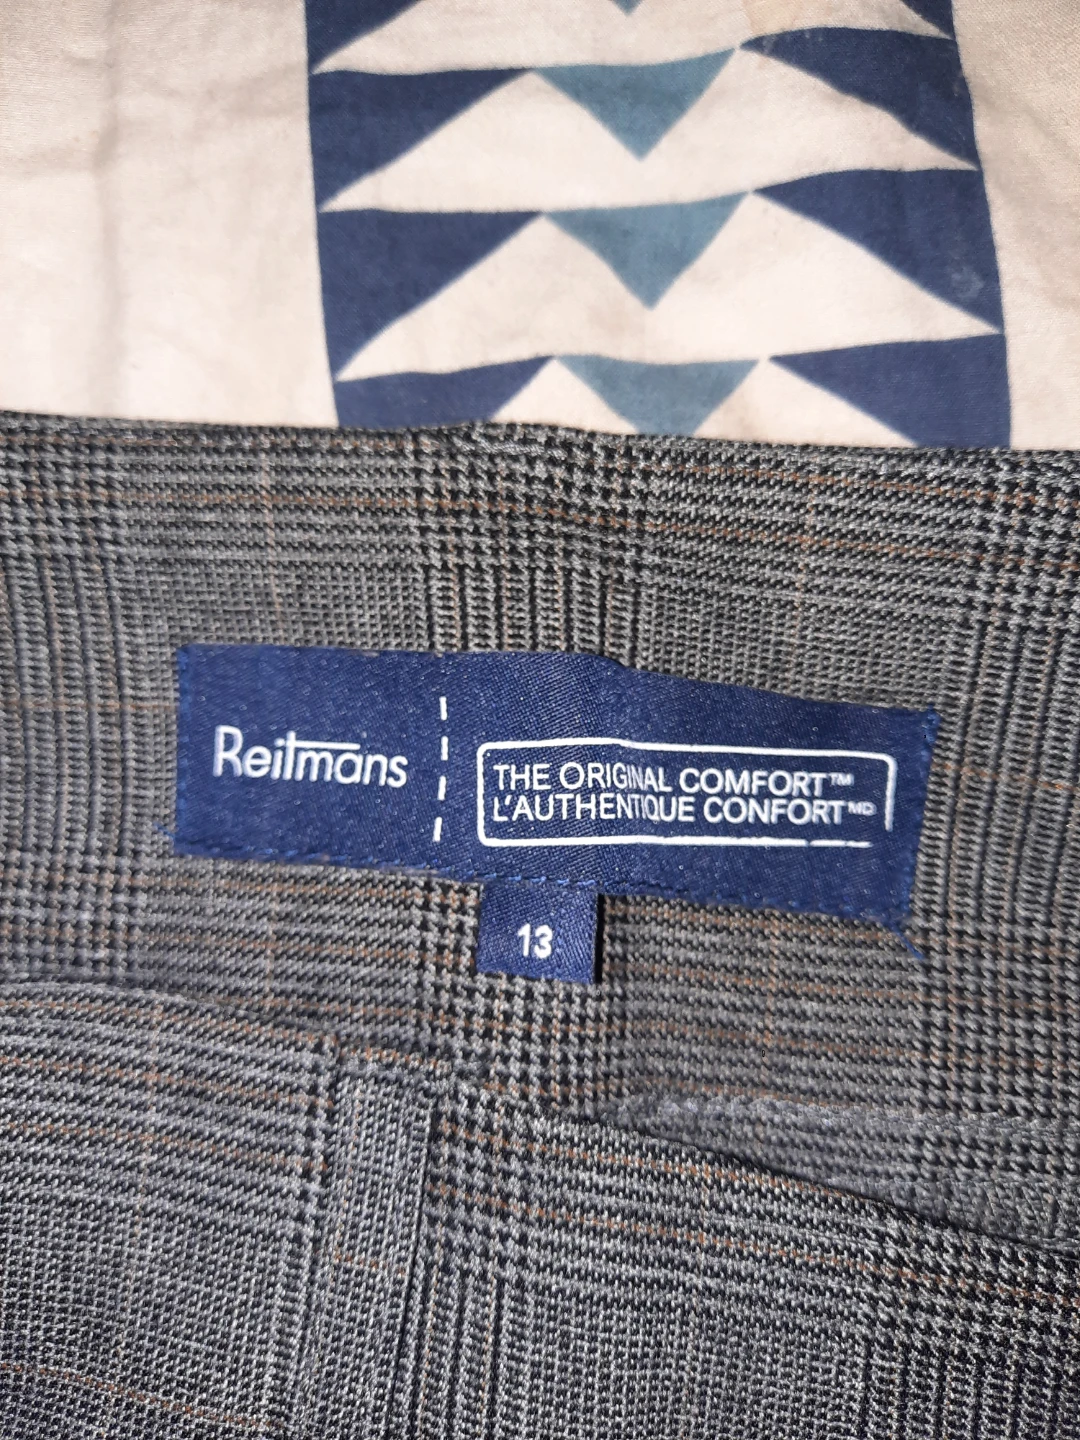 Reitmans
THE ORIGINAL COMFORT™
L'AUTHENTIQUE CONFORT MD
13